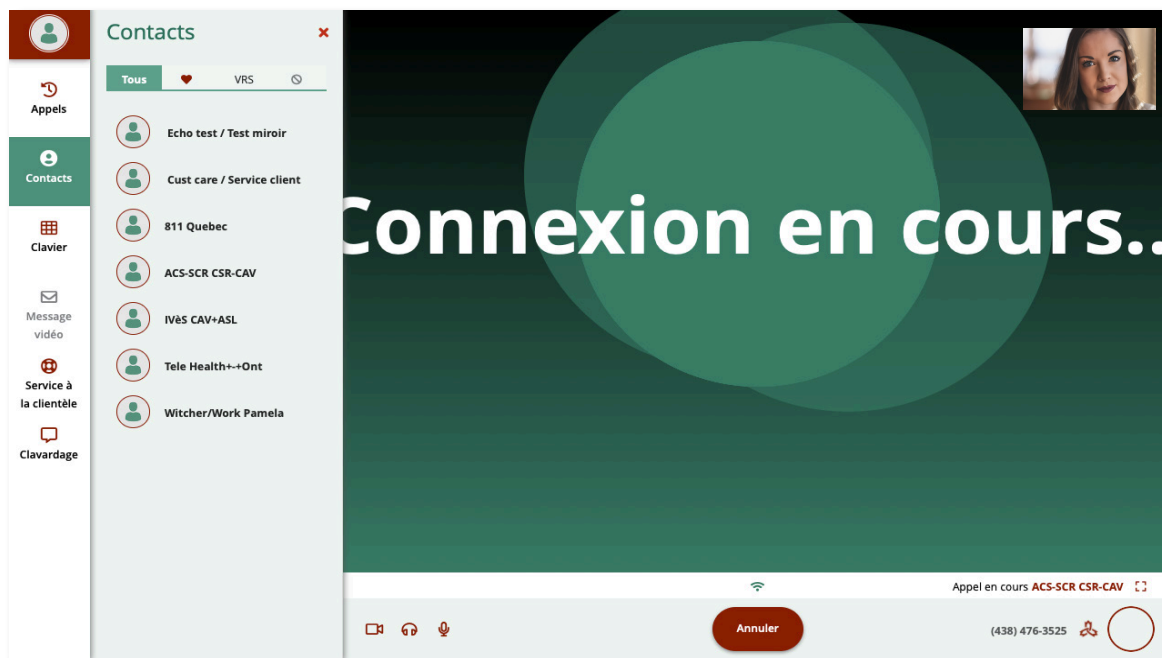 Contacts
Tous
VRS
Appels
Contacts
Clavier
Message
vidéo
Service à
la clientèle
Clavardage
Echo test / Test miroir
Cust care / Service client
811 Quebec
ACS-SCR CSR-CAV
IVèS CAV+ASL
Tele Health+-+Ont
Witcher/Work Pamela
Connexion en cours..
Appel en cours ACS-SCR CSR-CAV
Annuler
(438) 476-3525